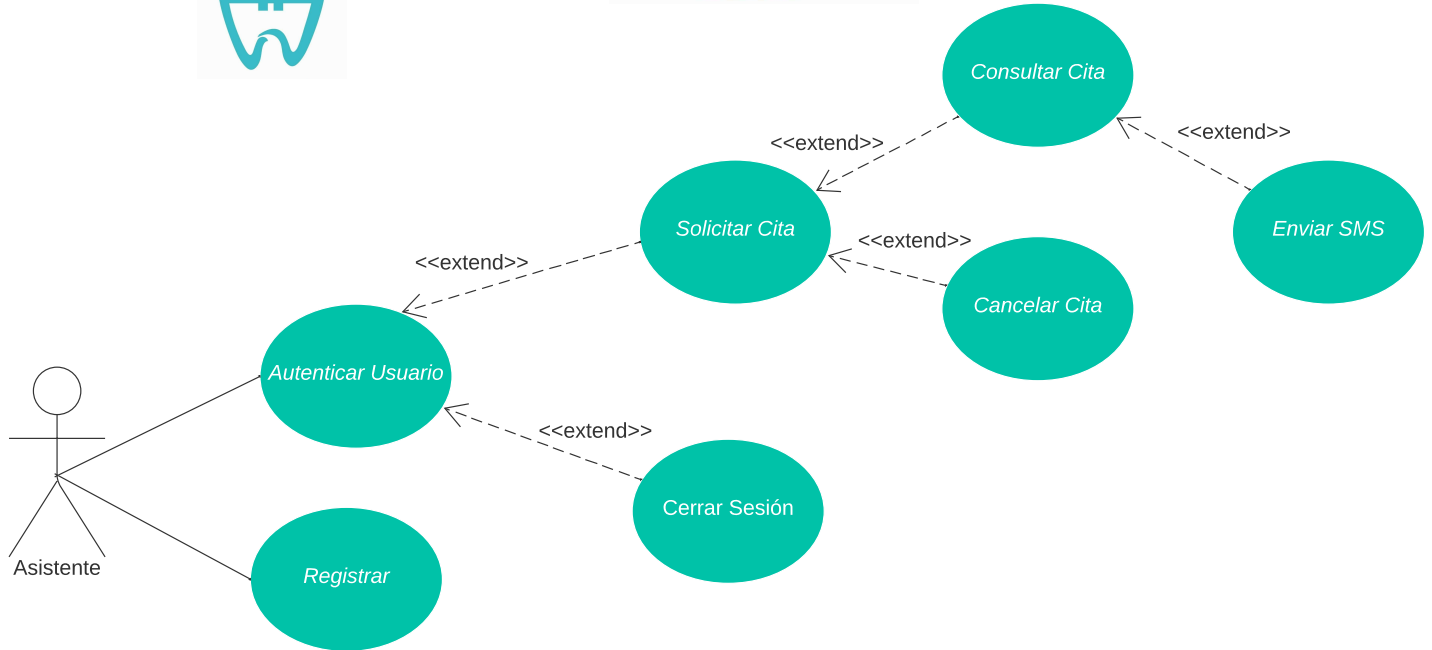 Consultar Cita
<<extend>>
<<extend>>
Solicitar Cita
Enviar SMS
<<extend>>
<<extend>>
Cancelar Cita
Autenticar Usuario
<<extend>>
Cerrar Sesión
Asistente
Registrar